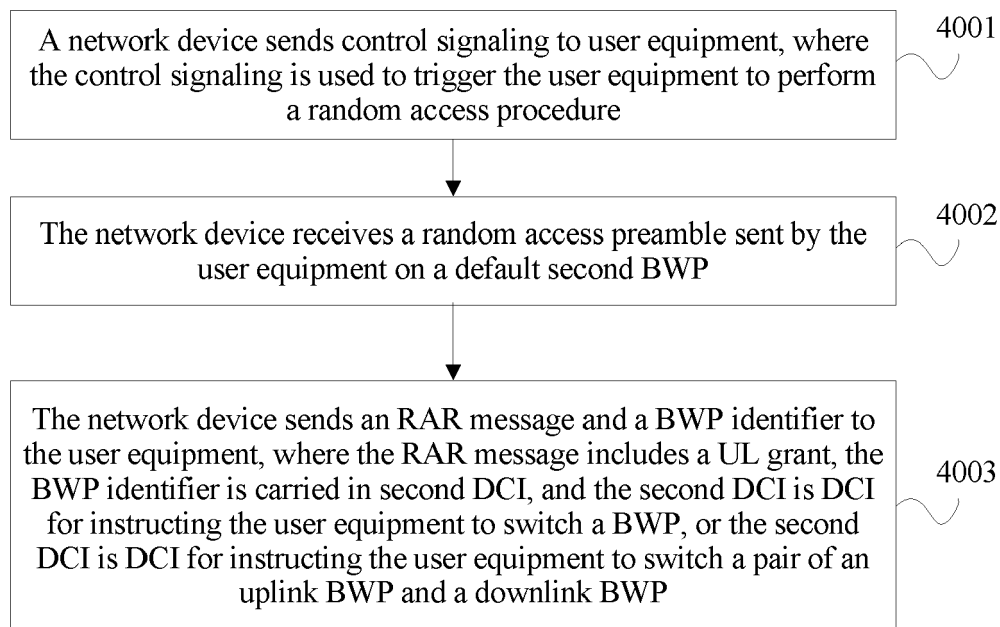 A network device sends control signaling to user equipment, where
the control signaling is used to trigger the user equipment to perform
a random access procedure
4001
The network device receives a random access preamble sent by the
user equipment on a default second BWP
4002
The network device sends an RAR message and a BWP identifier to
the user equipment, where the RAR message includes a UL grant, the
BWP identifier is carried in second DCI, and the second DCI is DCI
for instructing the user equipment to switch a BWP, or the second
DCI is DCI for instructing the user equipment to switch a pair of an
uplink BWP and a downlink BWP
4003